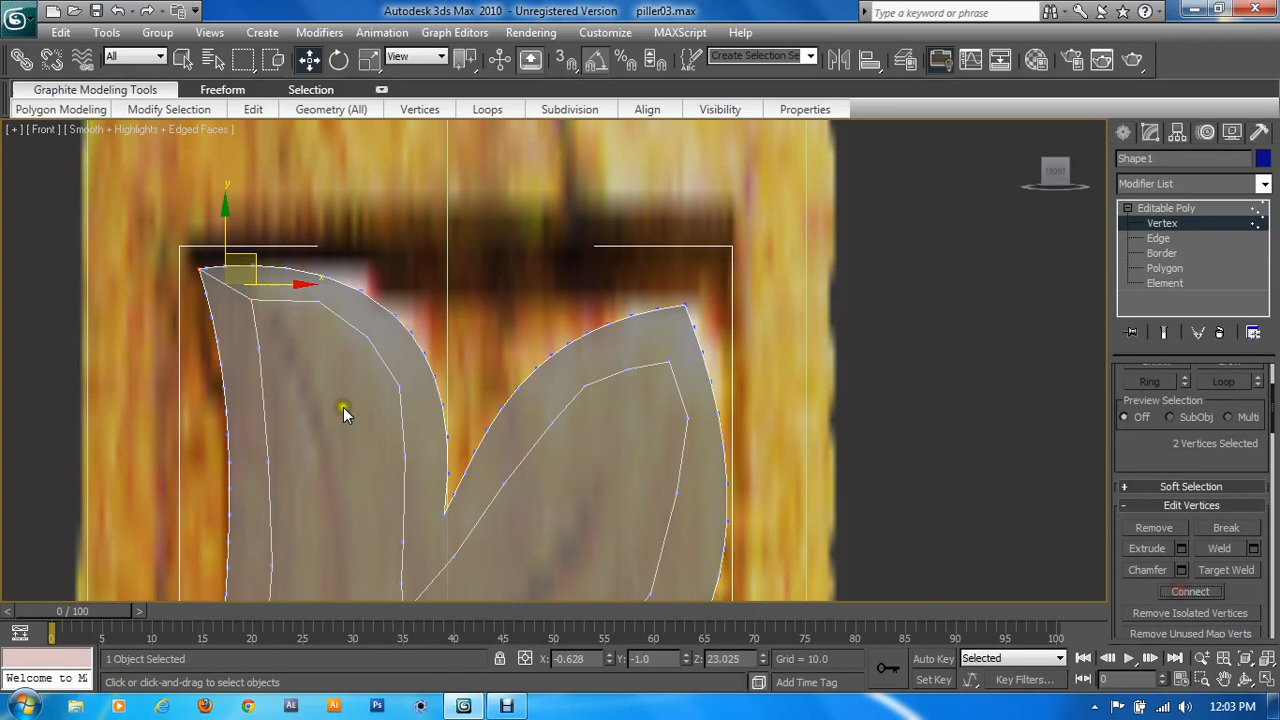 Autodesk 3ds Max 2010 - Unregistered Version piller03.max
Type a keyword or phrase
Edit Tools Group Views Create Modifiers Animation Graph Editors Rendering Customize MAXScript Help
All View 3 Create Selection Se
Graphite Modeling Tools Freeform Selection
Polygon Modeling Modify Selection Edit Geometry (All) Vertices Loops Subdivision Align Visibility Properties
[ + ] [ Front ] [ Smooth + Highlights + Edged Faces ]
FRONT
y
x
Shape1
Modifier List
Editable Poly
Vertex
Edge
Border
Polygon
Element
Ring Loop
Preview Selection
Off SubObj Multi
2 Vertices Selected
+ Soft Selection
- Edit Vertices
Remove Break
Extrude Weld
Chamfer Target Weld
Connect
Remove Isolated Vertices
Remove Unused Map Verts
< 0 / 100 >
0 5 10 15 20 25 30 35 40 45 50 55 60 65 70 75 80 85 90 95 100
1 Object Selected X: -0.628 Y: -1.0 Z: 23.025 Grid = 10.0 Auto Key Selected
Welcome to M Click or click-and-drag to select objects Add Time Tag Set Key Key Filters... 0
Ae Ai Ps 12:03 PM